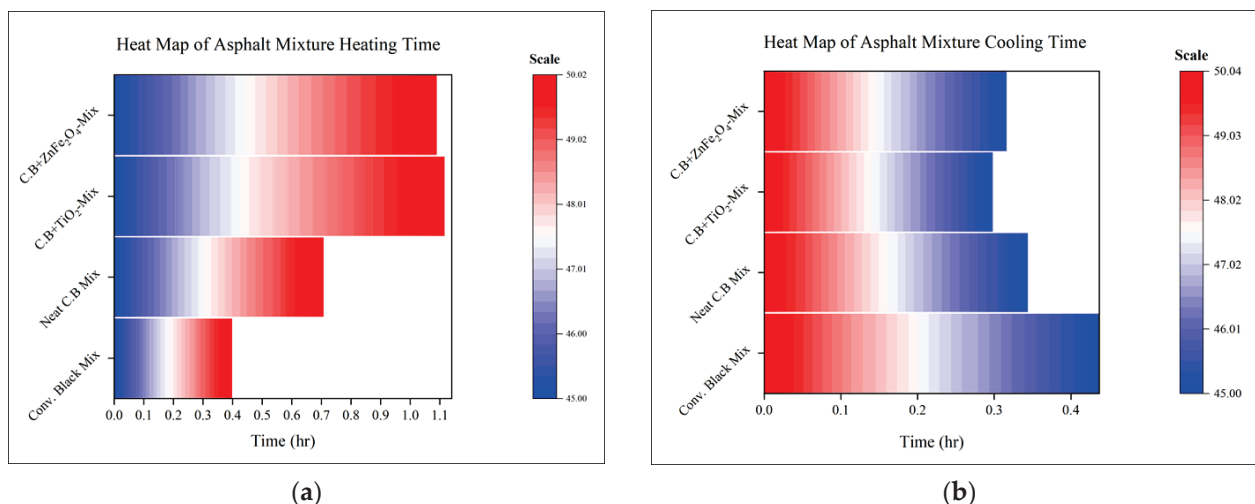 Heat Map of Asphalt Mixture Heating Time
Scale
50.02
49.02
48.01
47.01
46.00
45.00
C.B+ZnFe₂O₄-Mix
C.B+TiO₂-Mix
Neat C.B Mix
Conv. Black Mix
0.0 0.1 0.2 0.3 0.4 0.5 0.6 0.7 0.8 0.9 1.0 1.1
Time (hr)
(a)
Heat Map of Asphalt Mixture Cooling Time
Scale
50.04
49.03
48.02
47.02
46.01
45.00
C.B+ZnFe₂O₄-Mix
C.B+TiO₂-Mix
Neat C.B Mix
Conv. Black Mix
0.0 0.1 0.2 0.3 0.4
Time (hr)
(b)